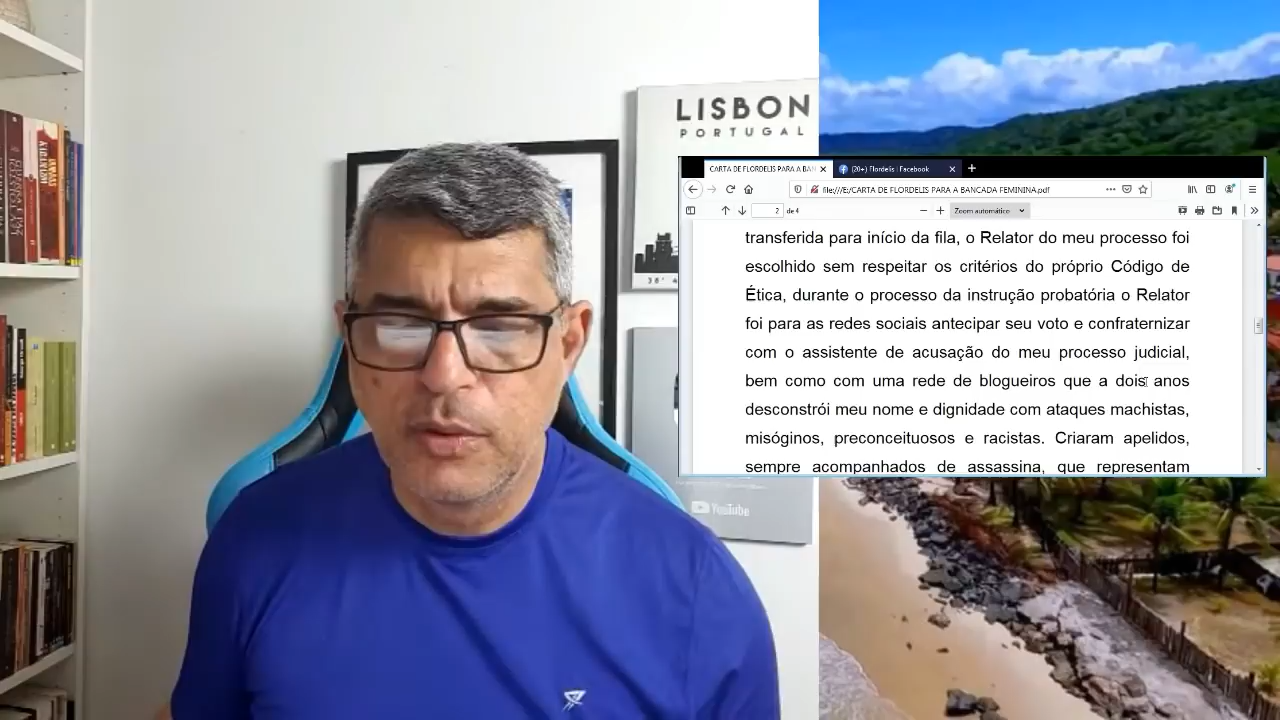 LISBON
PORTUGAL
YouTube
CARTA DE FLORDELIS PARA A BAN
(20+) Flordelis | Facebook
file:///E:/CARTA DE FLORDELIS PARA A BANCADA FEMININA.pdf
2 de 4
Zoom automático
transferida para início da fila, o Relator do meu processo foi
escolhido sem respeitar os critérios do próprio Código de
Ética, durante o processo da instrução probatória o Relator
foi para as redes sociais antecipar seu voto e confraternizar
com o assistente de acusação do meu processo judicial,
bem como com uma rede de blogueiros que a dois anos
desconstrói meu nome e dignidade com ataques machistas,
misóginos, preconceituosos e racistas. Criaram apelidos,
sempre acompanhados de assassina, que representam